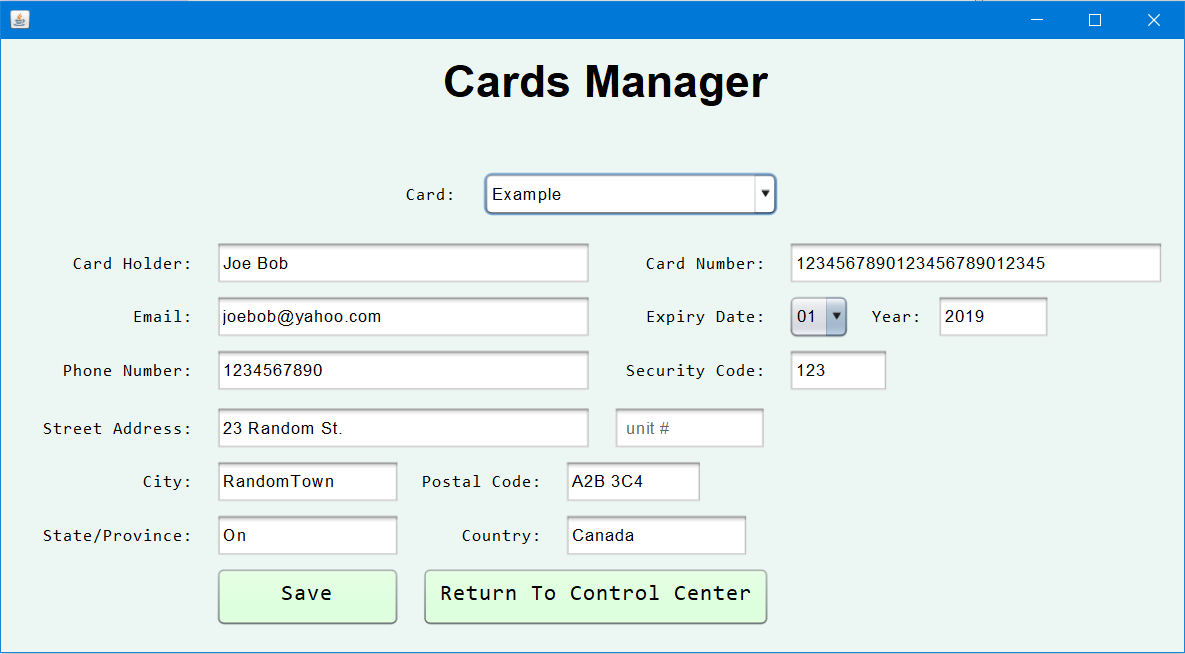 Cards Manager
Card: Example
Card Holder: Joe Bob Card Number: 1234567890123456789012345
Email: joebob@yahoo.com Expiry Date: 01 Year: 2019
Phone Number: 1234567890 Security Code: 123
Street Address: 23 Random St. unit #
City: RandomTown Postal Code: A2B 3C4
State/Province: On Country: Canada
Save Return To Control Center